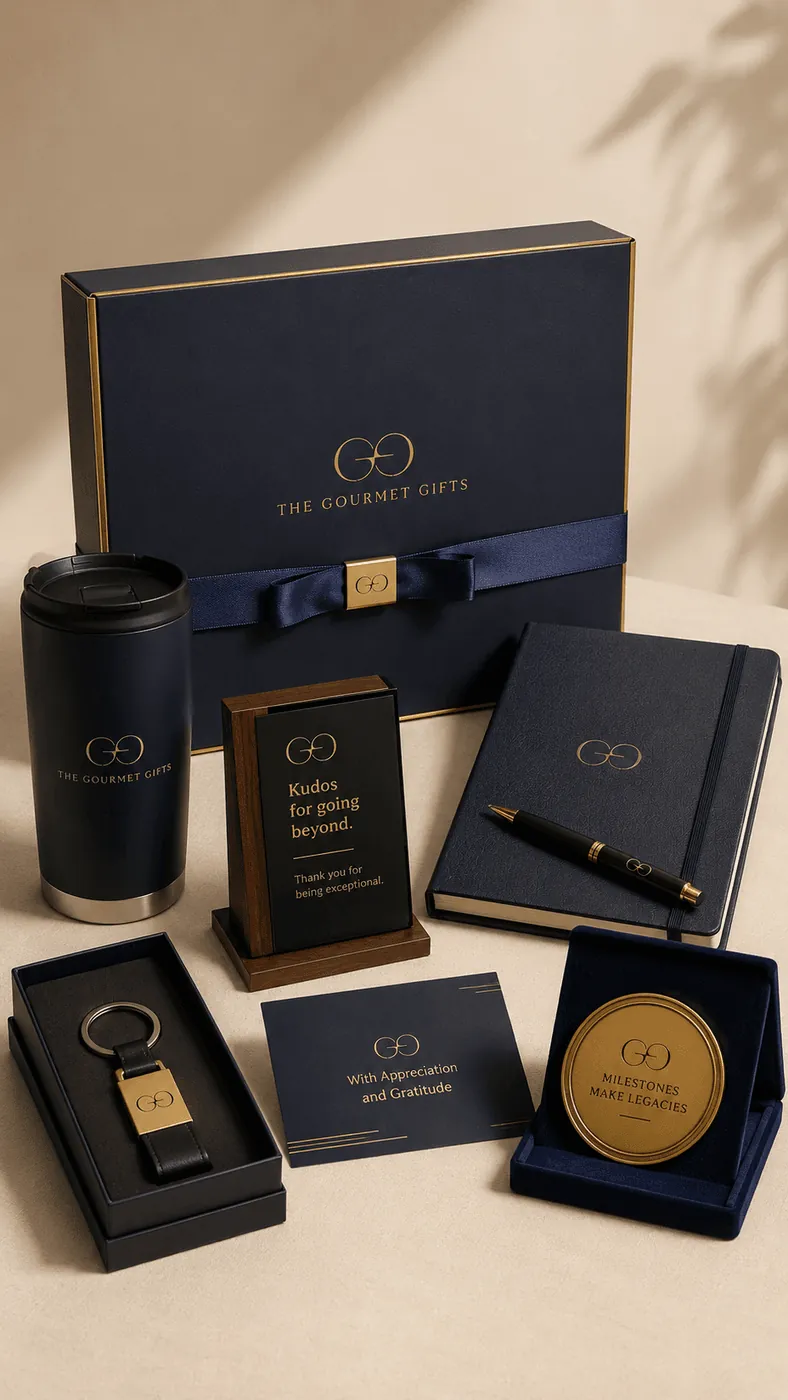 THE GOURMET GIFTS
THE GOURMET GIFTS
Kudos
for going
beyond.
Thank you for
being exceptional.
With Appreciation
and Gratitude
MILESTONES
MAKE LEGACIES